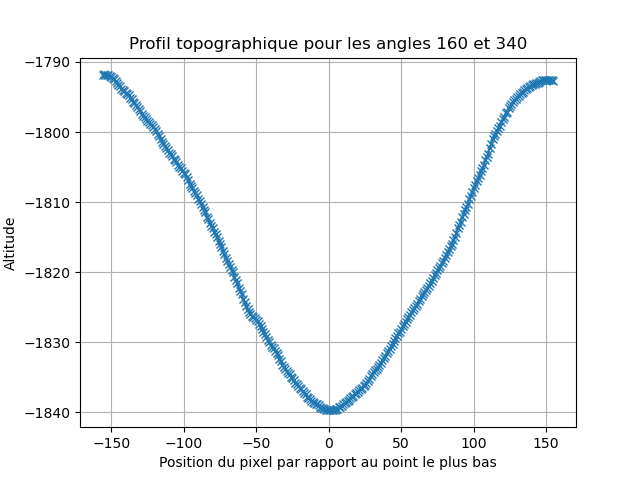 Profil topographique pour les angles 160 et 340
−1790
−1800
−1810
−1820
−1830
−1840
Altitude
−150 −100 −50 0 50 100 150
Position du pixel par rapport au point le plus bas